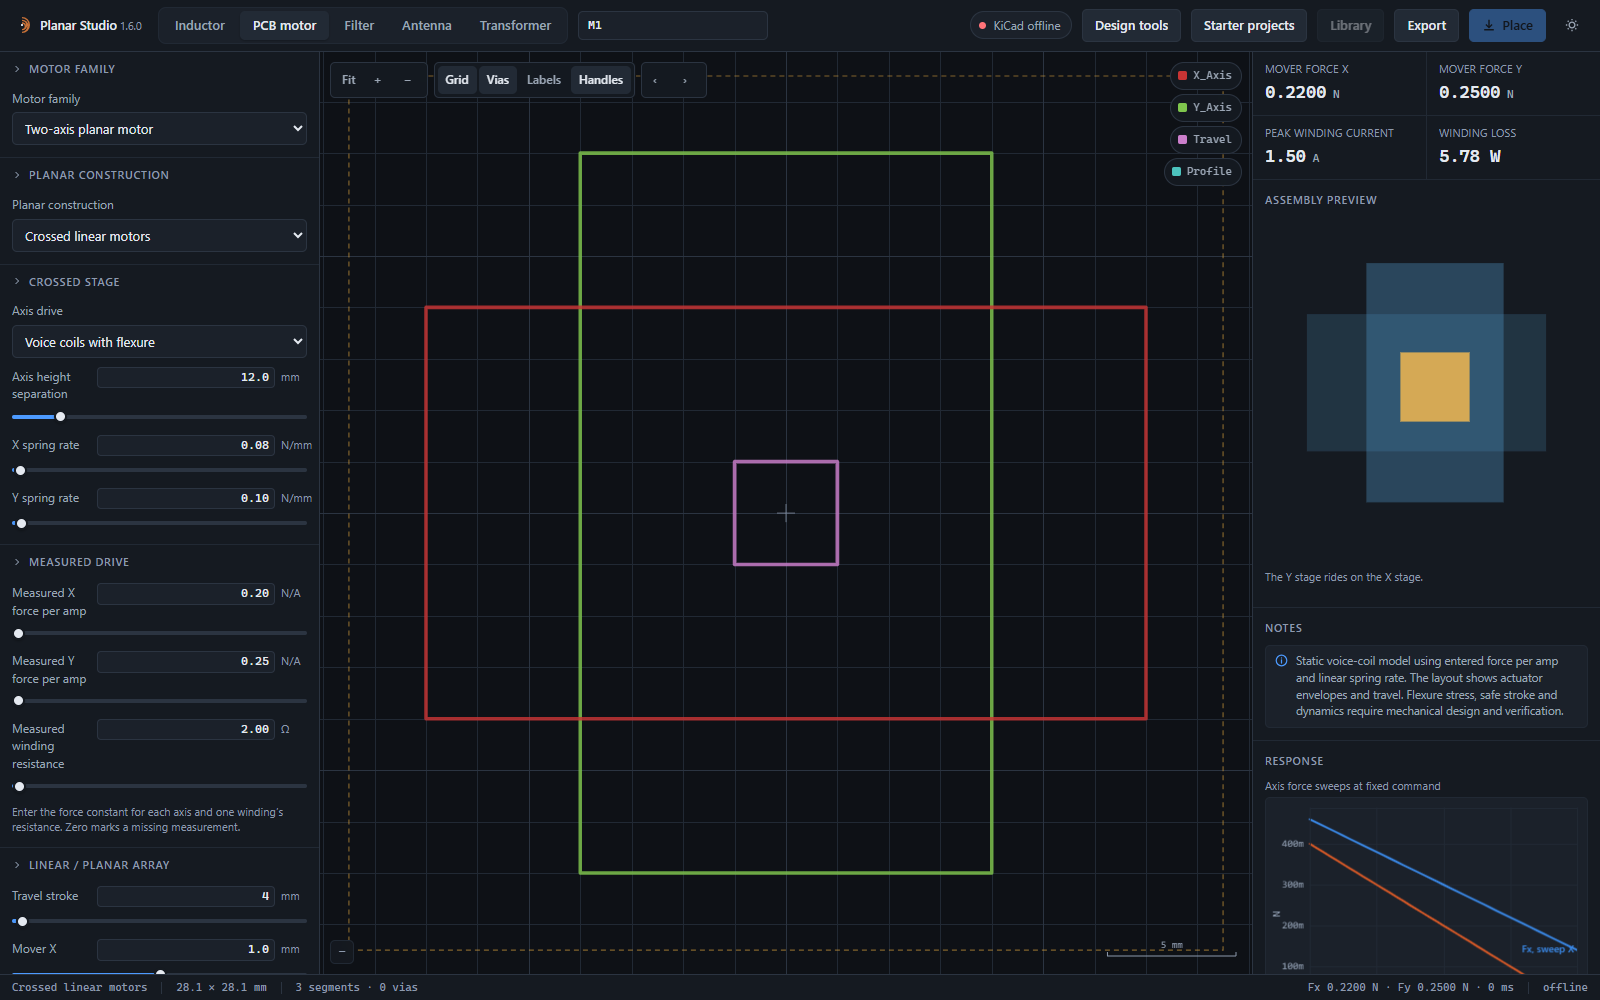 Planar Studio 1.6.0
Inductor
PCB motor
Filter
Antenna
Transformer
M1
KiCad offline
Design tools
Starter projects
Library
Export
Place
MOTOR FAMILY
Motor family
Two-axis planar motor
PLANAR CONSTRUCTION
Planar construction
Crossed linear motors
CROSSED STAGE
Axis drive
Voice coils with flexure
Axis height separation
12.0 mm
X spring rate
0.08 N/mm
Y spring rate
0.10 N/mm
MEASURED DRIVE
Measured X force per amp
0.20 N/A
Measured Y force per amp
0.25 N/A
Measured winding resistance
2.00 Ω
Enter the force constant for each axis and one winding's
resistance. Zero marks a missing measurement.
LINEAR / PLANAR ARRAY
Travel stroke
4 mm
Mover X
1.0 mm
Fit + −
Grid Vias Labels Handles
‹ ›
X_Axis
Y_Axis
Travel
Profile
5 mm
−
MOVER FORCE X
0.2200 N
MOVER FORCE Y
0.2500 N
PEAK WINDING CURRENT
1.50 A
WINDING LOSS
5.78 W
ASSEMBLY PREVIEW
The Y stage rides on the X stage.
NOTES
Static voice-coil model using entered force per amp
and linear spring rate. The layout shows actuator
envelopes and travel. Flexure stress, safe stroke and
dynamics require mechanical design and verification.
RESPONSE
Axis force sweeps at fixed command
400m
300m
N
200m
100m
Fx, sweep X
Crossed linear motors
28.1 × 28.1 mm
3 segments · 0 vias
Fx 0.2200 N · Fy 0.2500 N · 0 ms
offline